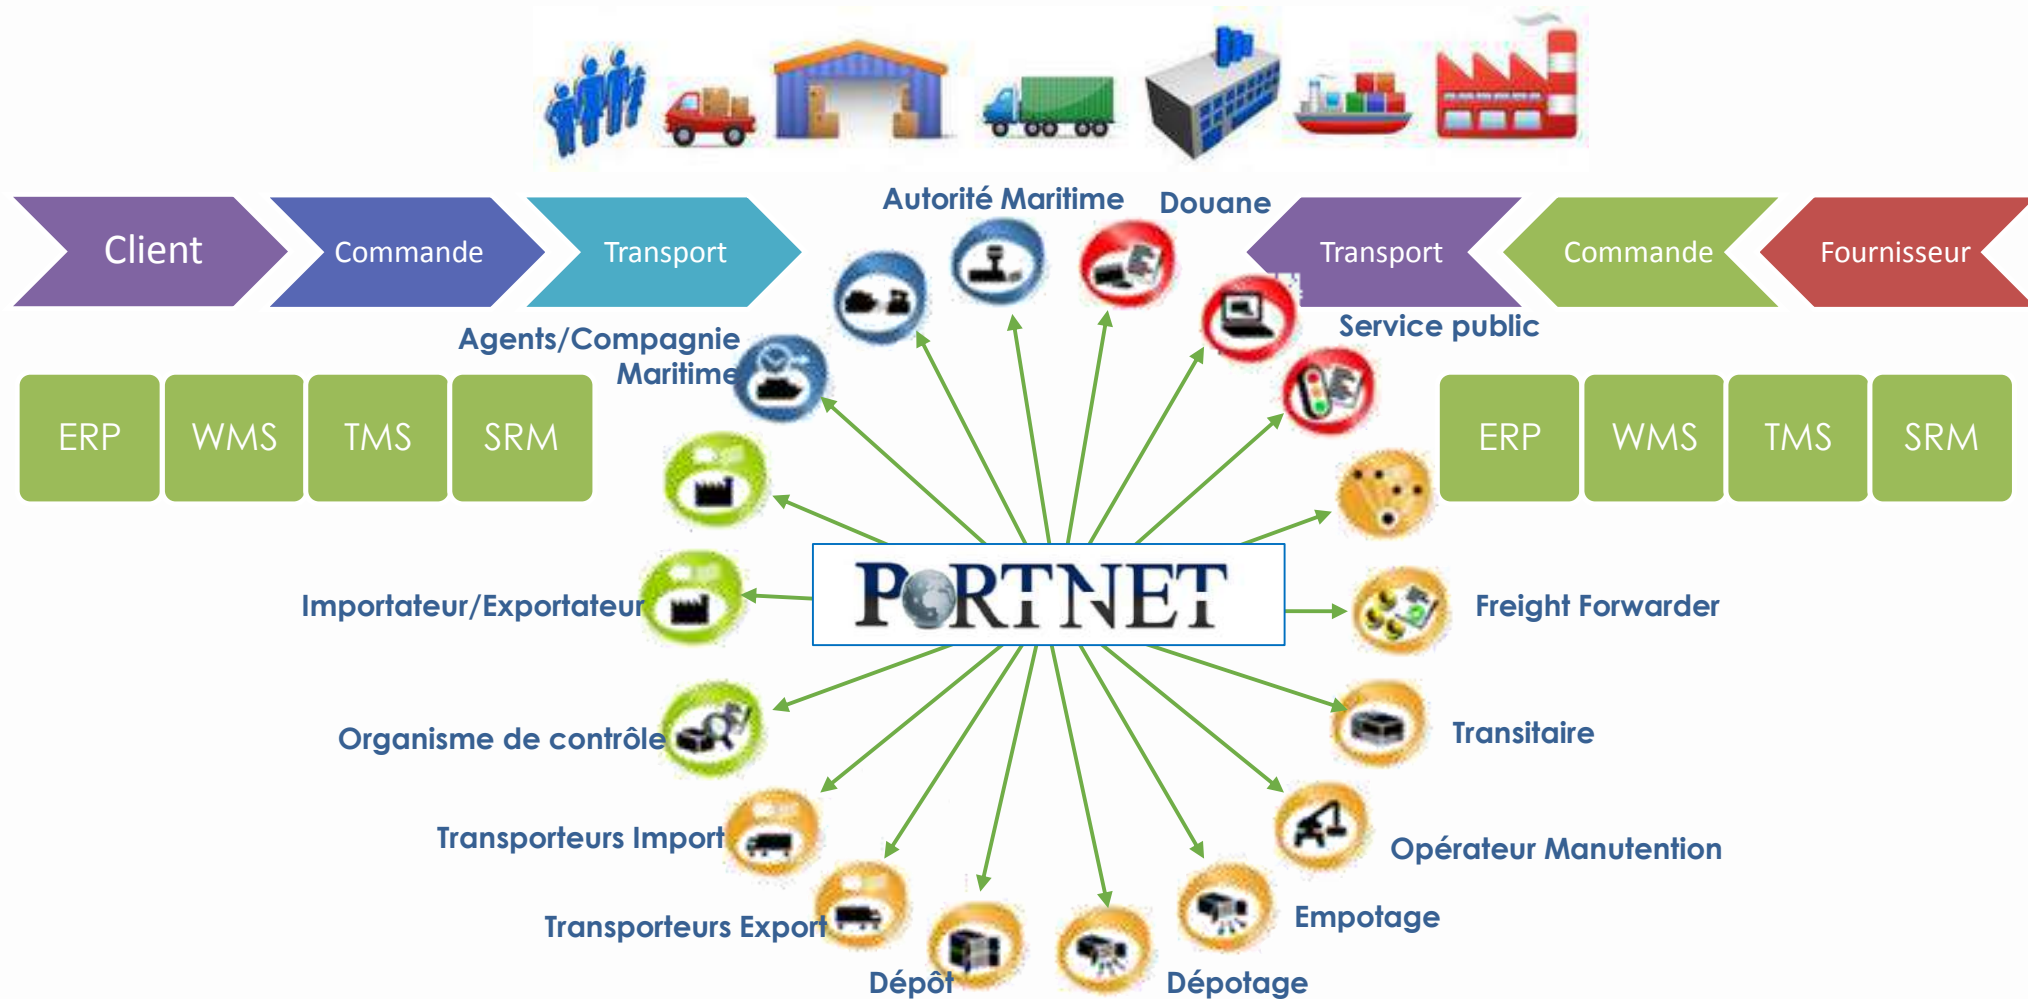 Autorité Maritime
Douane
Client
Commande
Transport
Transport
Commande
Fournisseur
Agents/Compagnie
Maritime
Service public
ERP
WMS
TMS
SRM
ERP
WMS
TMS
SRM
PORTNET
Importateur/Exportateur
Freight Forwarder
Organisme de contrôle
Transitaire
Transporteurs Import
Opérateur Manutention
Transporteurs Export
Empotage
Dépôt
Dépotage